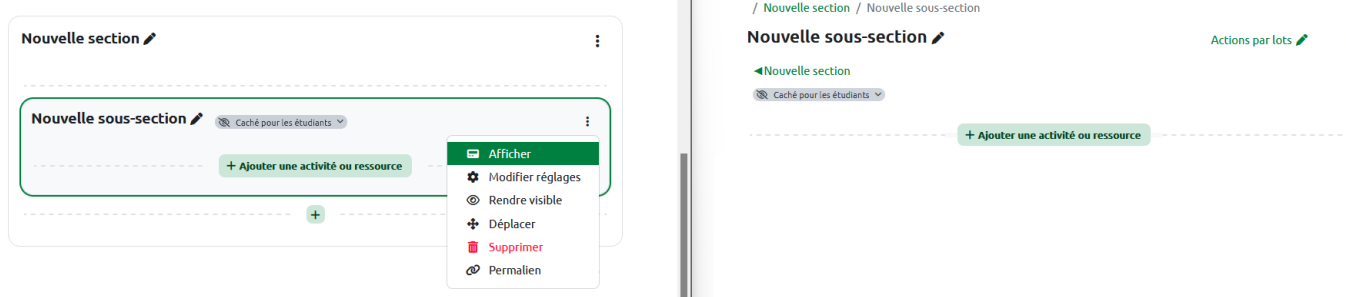 Nouvelle section
Nouvelle sous-section
Caché pour les étudiants
+ Ajouter une activité ou ressource
Afficher
Modifier réglages
Rendre visible
Déplacer
Supprimer
Permalien
+
/ Nouvelle section / Nouvelle sous-section
Nouvelle sous-section
Actions par lots
◄Nouvelle section
Caché pour les étudiants
+ Ajouter une activité ou ressource